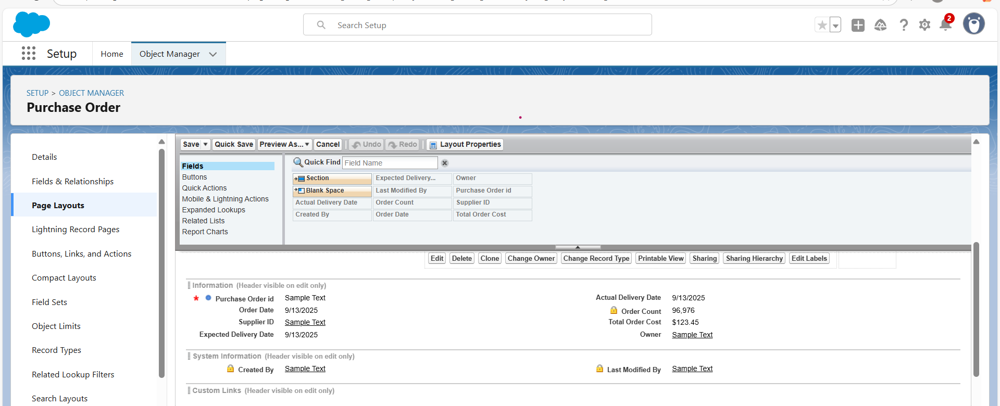 Search Setup
2
Setup
Home
Object Manager
SETUP > OBJECT MANAGER
Purchase Order
Details
Fields & Relationships
Page Layouts
Lightning Record Pages
Buttons, Links, and Actions
Compact Layouts
Field Sets
Object Limits
Record Types
Related Lookup Filters
Search Layouts
Save
Quick Save
Preview As...
Cancel
Undo
Redo
Layout Properties
Fields
Buttons
Quick Actions
Mobile & Lightning Actions
Expanded Lookups
Related Lists
Report Charts
Quick Find Field Name
Section Expected Delivery... Owner
Blank Space Last Modified By Purchase Order id
Actual Delivery Date Order Count Supplier ID
Created By Order Date Total Order Cost
Edit Delete Clone Change Owner Change Record Type Printable View Sharing Sharing Hierarchy Edit Labels
Information (Header visible on edit only)
* Purchase Order id Sample Text Actual Delivery Date 9/13/2025
Order Date 9/13/2025 Order Count 96,976
Supplier ID Sample Text Total Order Cost $123.45
Expected Delivery Date 9/13/2025 Owner Sample Text
System Information (Header visible on edit only)
Created By Sample Text Last Modified By Sample Text
Custom Links (Header visible on edit only)